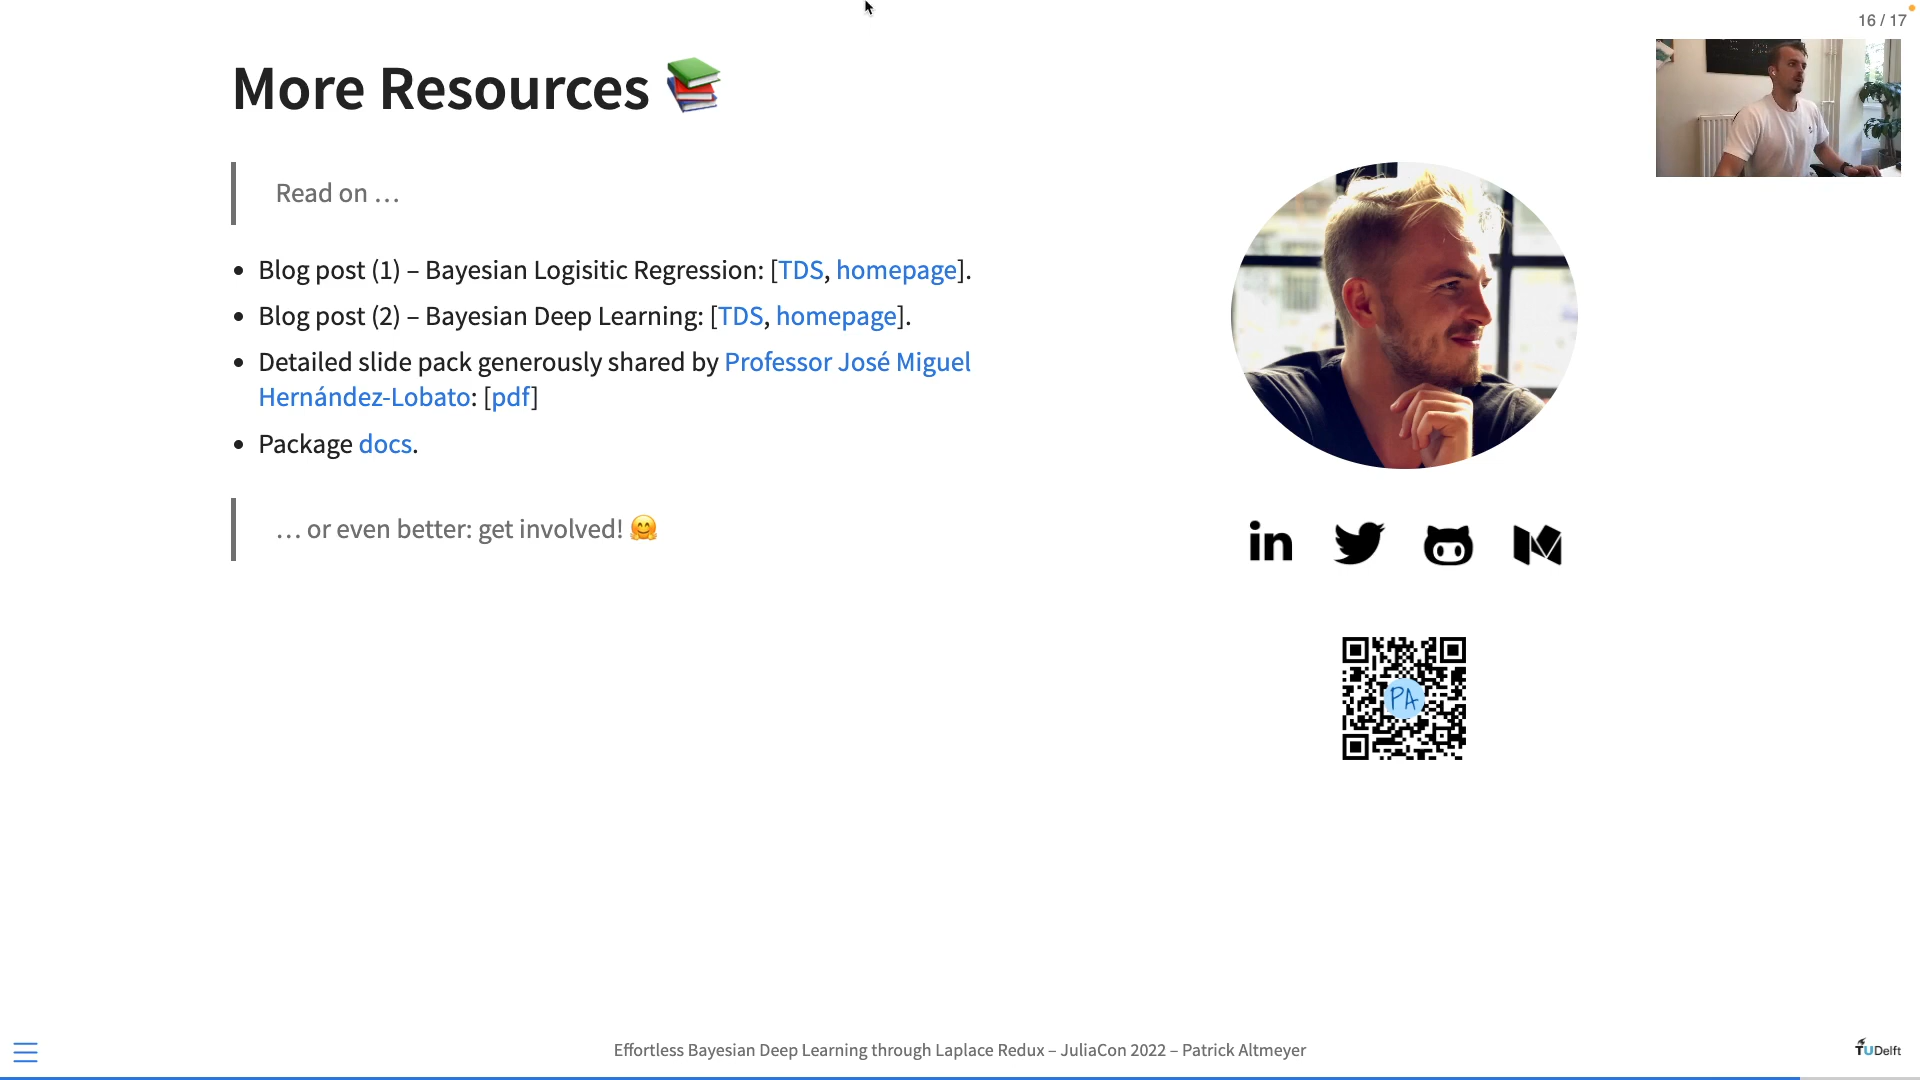 16 / 17
More Resources
Read on …
• Blog post (1) – Bayesian Logisitic Regression: [TDS, homepage].
• Blog post (2) – Bayesian Deep Learning: [TDS, homepage].
• Detailed slide pack generously shared by Professor José Miguel
Hernández-Lobato: [pdf]
• Package docs.
… or even better: get involved! 🤗
in
PA
Effortless Bayesian Deep Learning through Laplace Redux – JuliaCon 2022 – Patrick Altmeyer
TUDelft